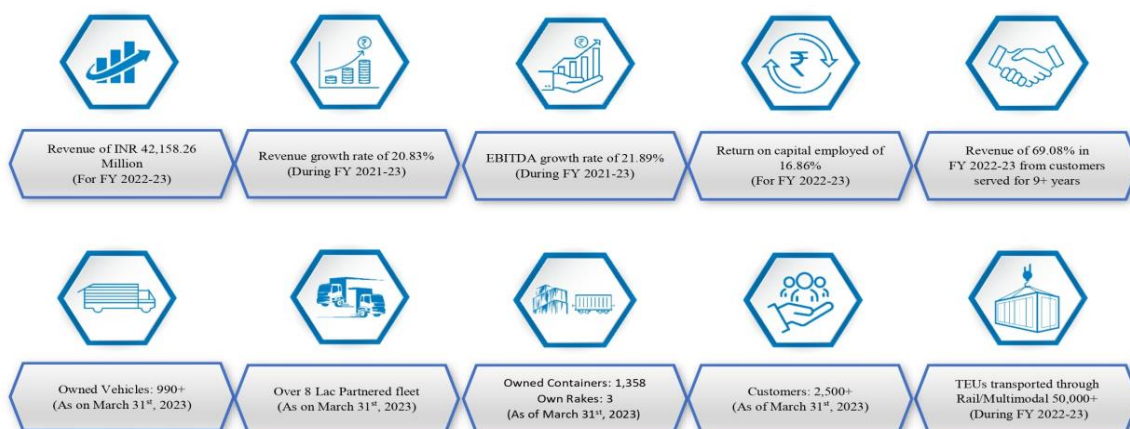 Revenue of INR 42,158.26
Million
(For FY 2022-23)
Revenue growth rate of 20.83%
(During FY 2021-23)
EBITDA growth rate of 21.89%
(During FY 2021-23)
Return on capital employed of
16.86%
(For FY 2022-23)
Revenue of 69.08% in
FY 2022-23 from customers
served for 9+ years
Owned Vehicles: 990+
(As on March 31st, 2023)
Over 8 Lac Partnered fleet
(As on March 31st, 2023)
Owned Containers: 1,358
Own Rakes: 3
(As of March 31st, 2023)
Customers: 2,500+
(As of March 31st, 2023)
TEUs transported through
Rail/Multimodal 50,000+
(During FY 2022-23)